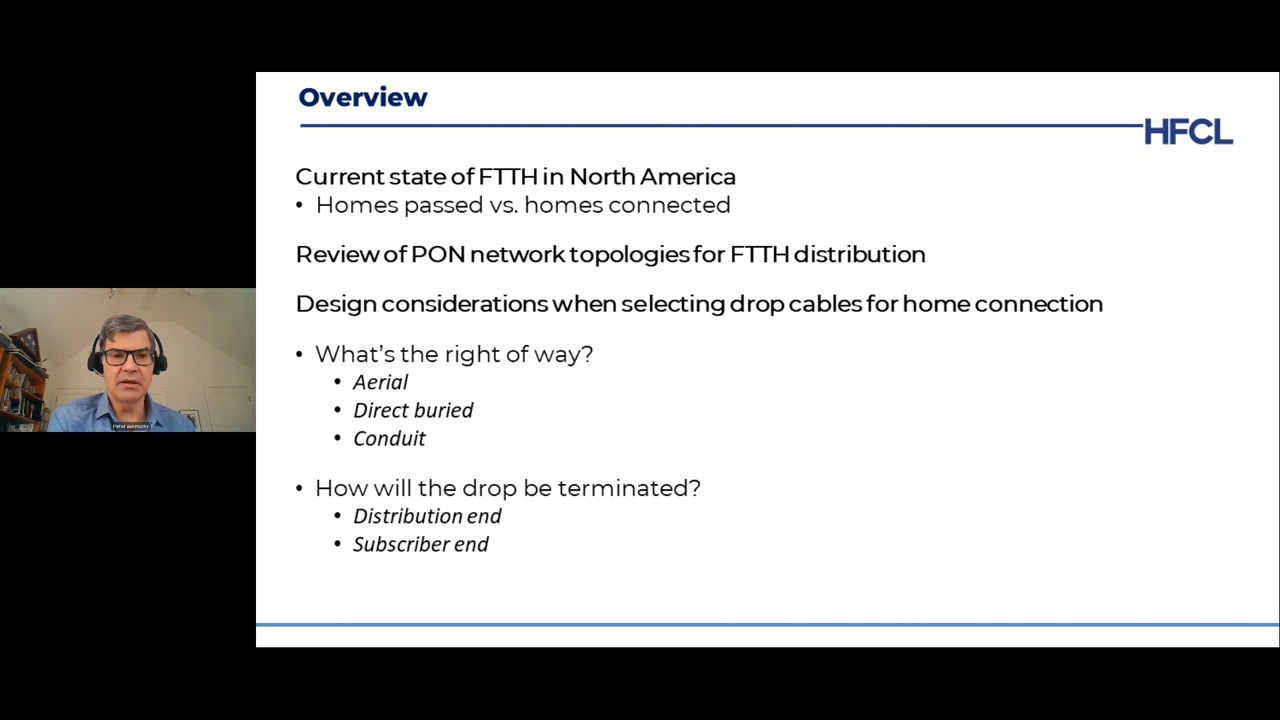 Overview
HFCL
Current state of FTTH in North America
• Homes passed vs. homes connected
Review of PON network topologies for FTTH distribution
Design considerations when selecting drop cables for home connection
• What's the right of way?
• Aerial
• Direct buried
• Conduit
• How will the drop be terminated?
• Distribution end
• Subscriber end